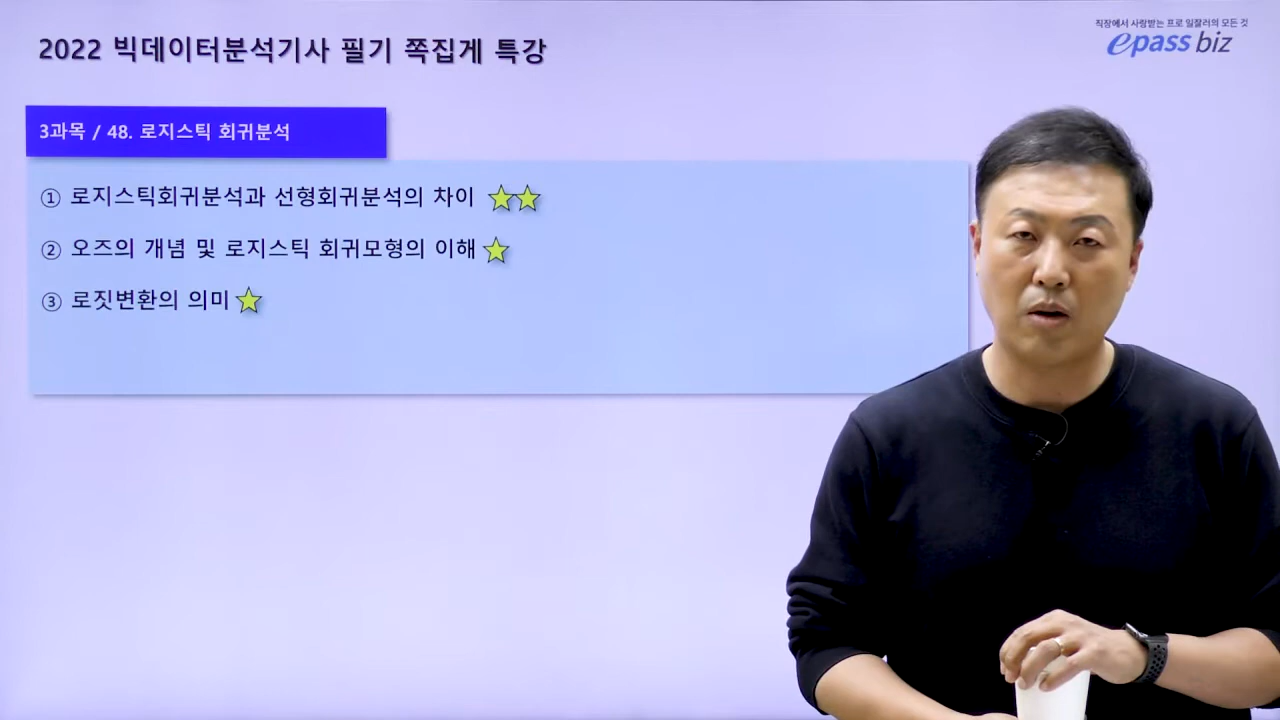 2022 빅데이터분석기사 필기 쪽집게 특강
직장에서 사랑받는 프로 일잘러의 모든 것
epass biz
3과목 / 48. 로지스틱 회귀분석
① 로지스틱회귀분석과 선형회귀분석의 차이
② 오즈의 개념 및 로지스틱 회귀모형의 이해
③ 로짓변환의 의미